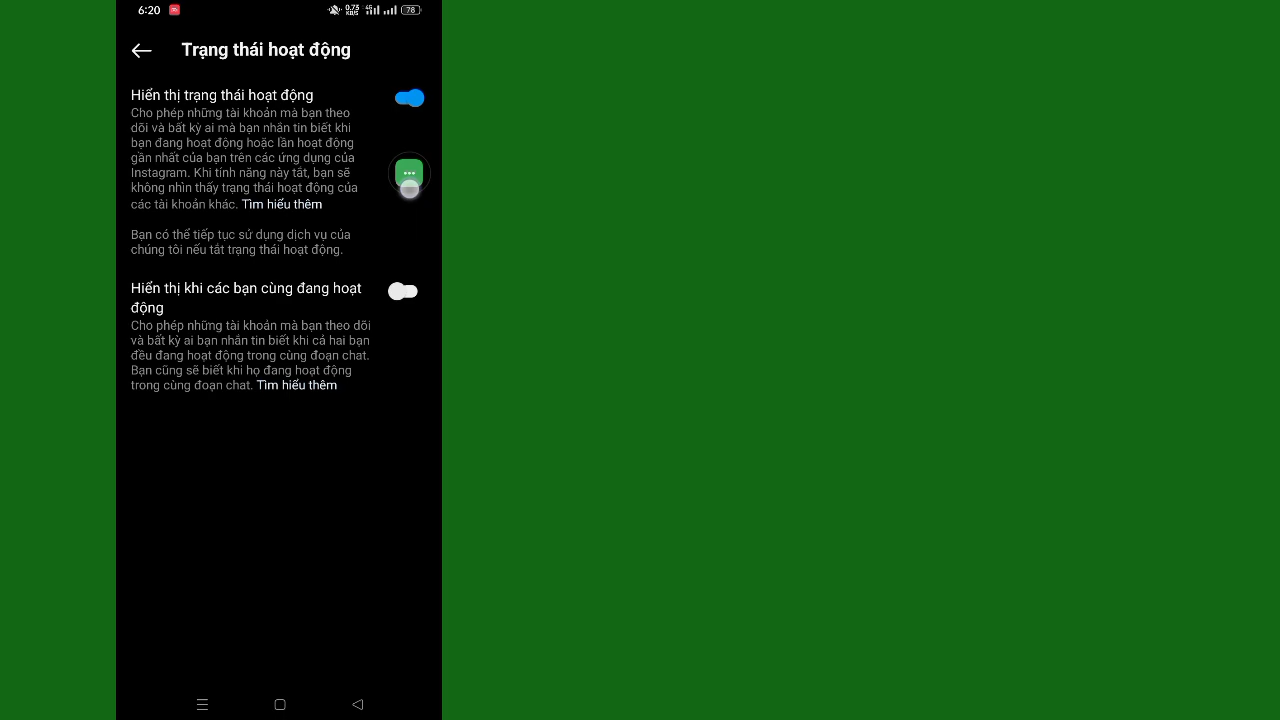 6:20
0.75
KB/S
4G
78
Trạng thái hoạt động
Hiển thị trạng thái hoạt động
Cho phép những tài khoản mà bạn theo
dõi và bất kỳ ai mà bạn nhắn tin biết khi
bạn đang hoạt động hoặc lần hoạt động
gần nhất của bạn trên các ứng dụng của
Instagram. Khi tính năng này tắt, bạn sẽ
không nhìn thấy trạng thái hoạt động của
các tài khoản khác. Tìm hiểu thêm
Bạn có thể tiếp tục sử dụng dịch vụ của
chúng tôi nếu tắt trạng thái hoạt động.
Hiển thị khi các bạn cùng đang hoạt
động
Cho phép những tài khoản mà bạn theo dõi
và bất kỳ ai bạn nhắn tin biết khi cả hai bạn
đều đang hoạt động trong cùng đoạn chat.
Bạn cũng sẽ biết khi họ đang hoạt động
trong cùng đoạn chat. Tìm hiểu thêm